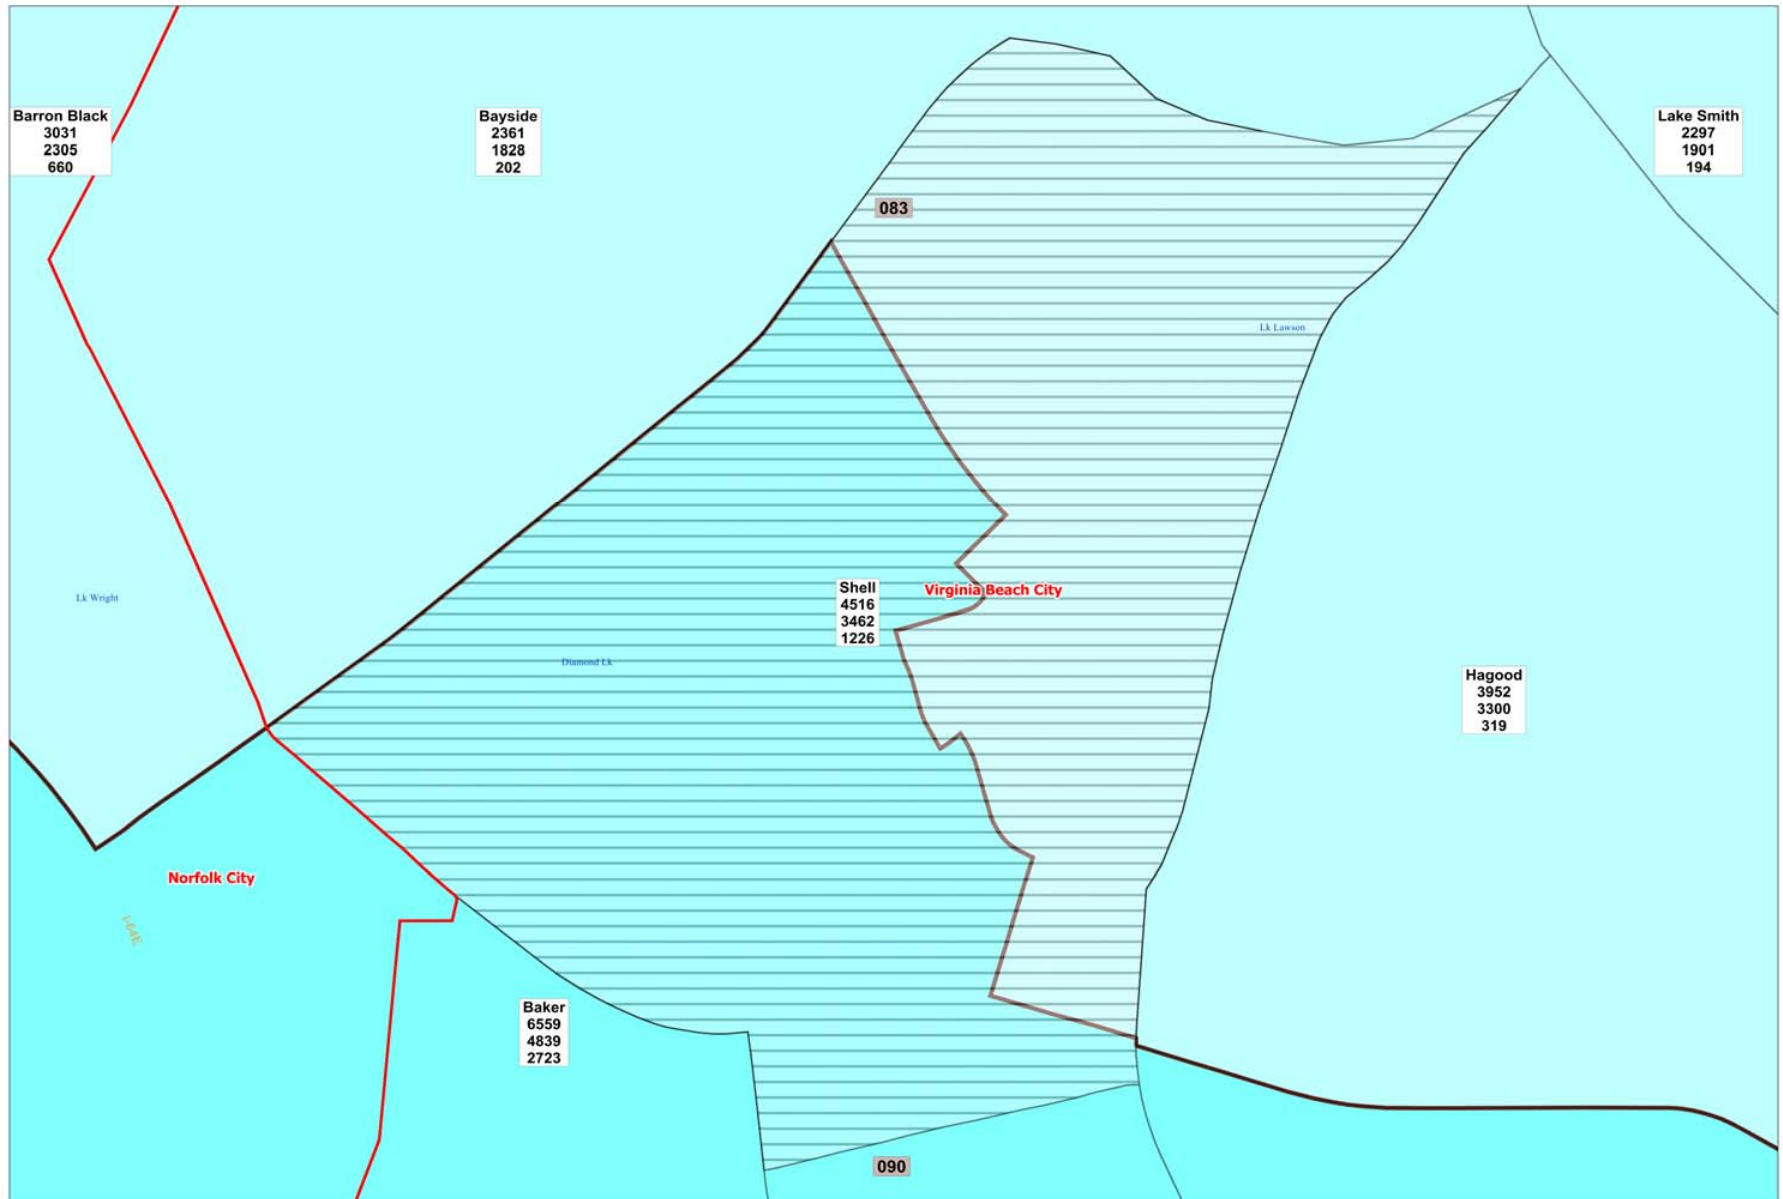 Barron Black
3031
2305
660
Bayside
2361
1828
202
Lake Smith
2297
1901
194
083
Lk Lawson
Shell
4516
3462
1226
Virginia Beach City
Lk Wright
Diamond Lk
Hagood
3952
3300
319
Norfolk City
I-64E
Baker
6559
4839
2723
090